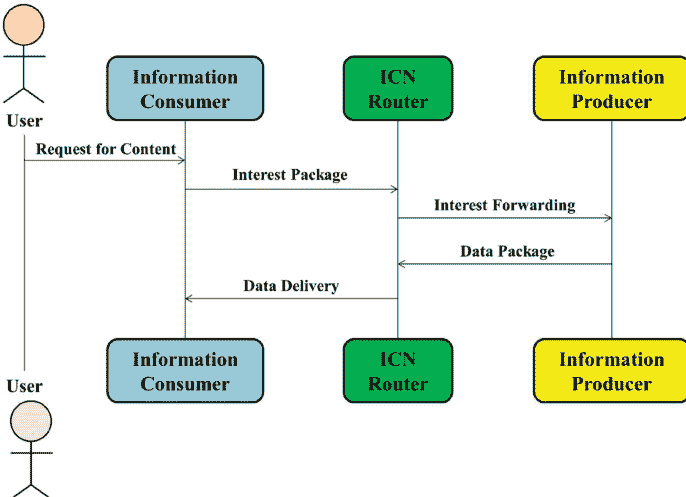 Information
Consumer
ICN
Router
Information
Producer
User
Request for Content
Interest Package
Interest Forwarding
Data Package
Data Delivery
User
Information
Consumer
ICN
Router
Information
Producer